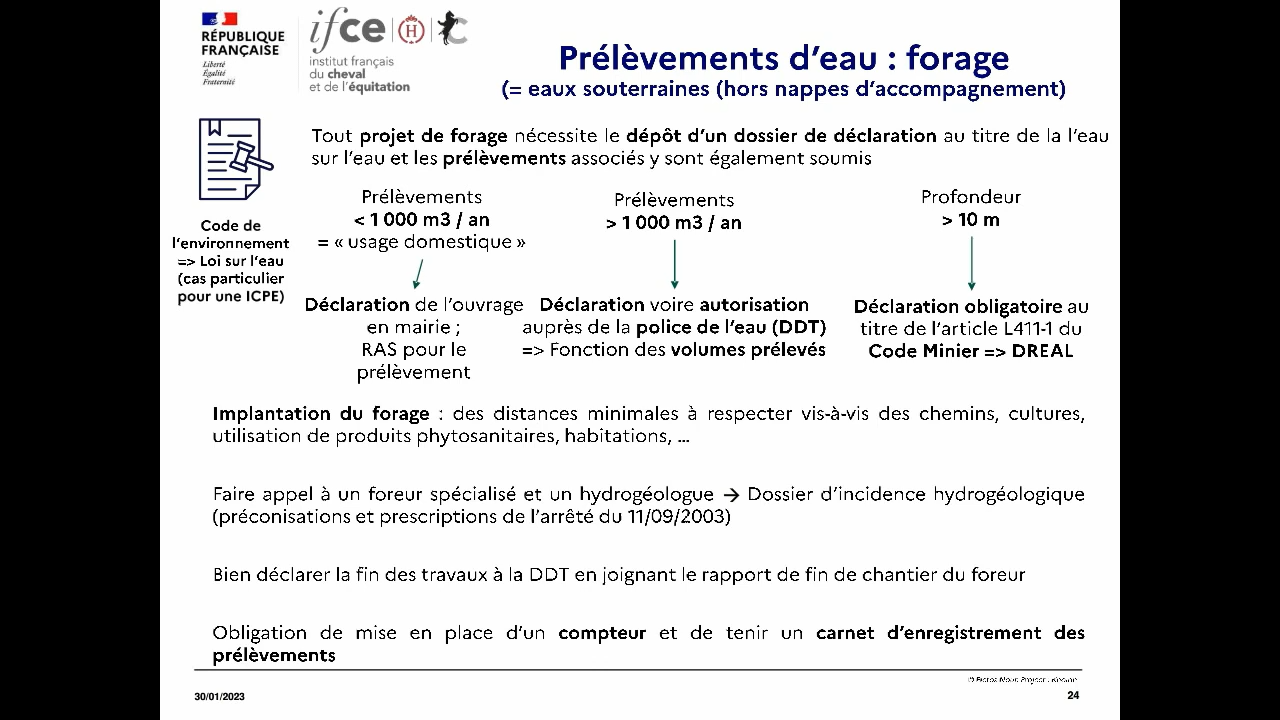 RÉPUBLIQUE
FRANÇAISE
Liberté
Égalité
Fraternité
ifce
institut français
du cheval
et de l'équitation
Prélèvements d'eau : forage
(= eaux souterraines (hors nappes d'accompagnement)
Tout projet de forage nécessite le dépôt d'un dossier de déclaration au titre de la l'eau
sur l'eau et les prélèvements associés y sont également soumis
Code de
l'environnement
=> Loi sur l'eau
(cas particulier
pour une ICPE)
Prélèvements
< 1 000 m3 / an
= « usage domestique »
Déclaration de l'ouvrage
en mairie ;
RAS pour le
prélèvement
Prélèvements
> 1 000 m3 / an
Déclaration voire autorisation
auprès de la police de l'eau (DDT)
=> Fonction des volumes prélevés
Profondeur
> 10 m
Déclaration obligatoire au
titre de l'article L411-1 du
Code Minier => DREAL
Implantation du forage : des distances minimales à respecter vis-à-vis des chemins, cultures,
utilisation de produits phytosanitaires, habitations, ...
Faire appel à un foreur spécialisé et un hydrogéologue → Dossier d'incidence hydrogéologique
(préconisations et prescriptions de l'arrêté du 11/09/2003)
Bien déclarer la fin des travaux à la DDT en joignant le rapport de fin de chantier du foreur
Obligation de mise en place d'un compteur et de tenir un carnet d'enregistrement des
prélèvements
30/01/2023
24